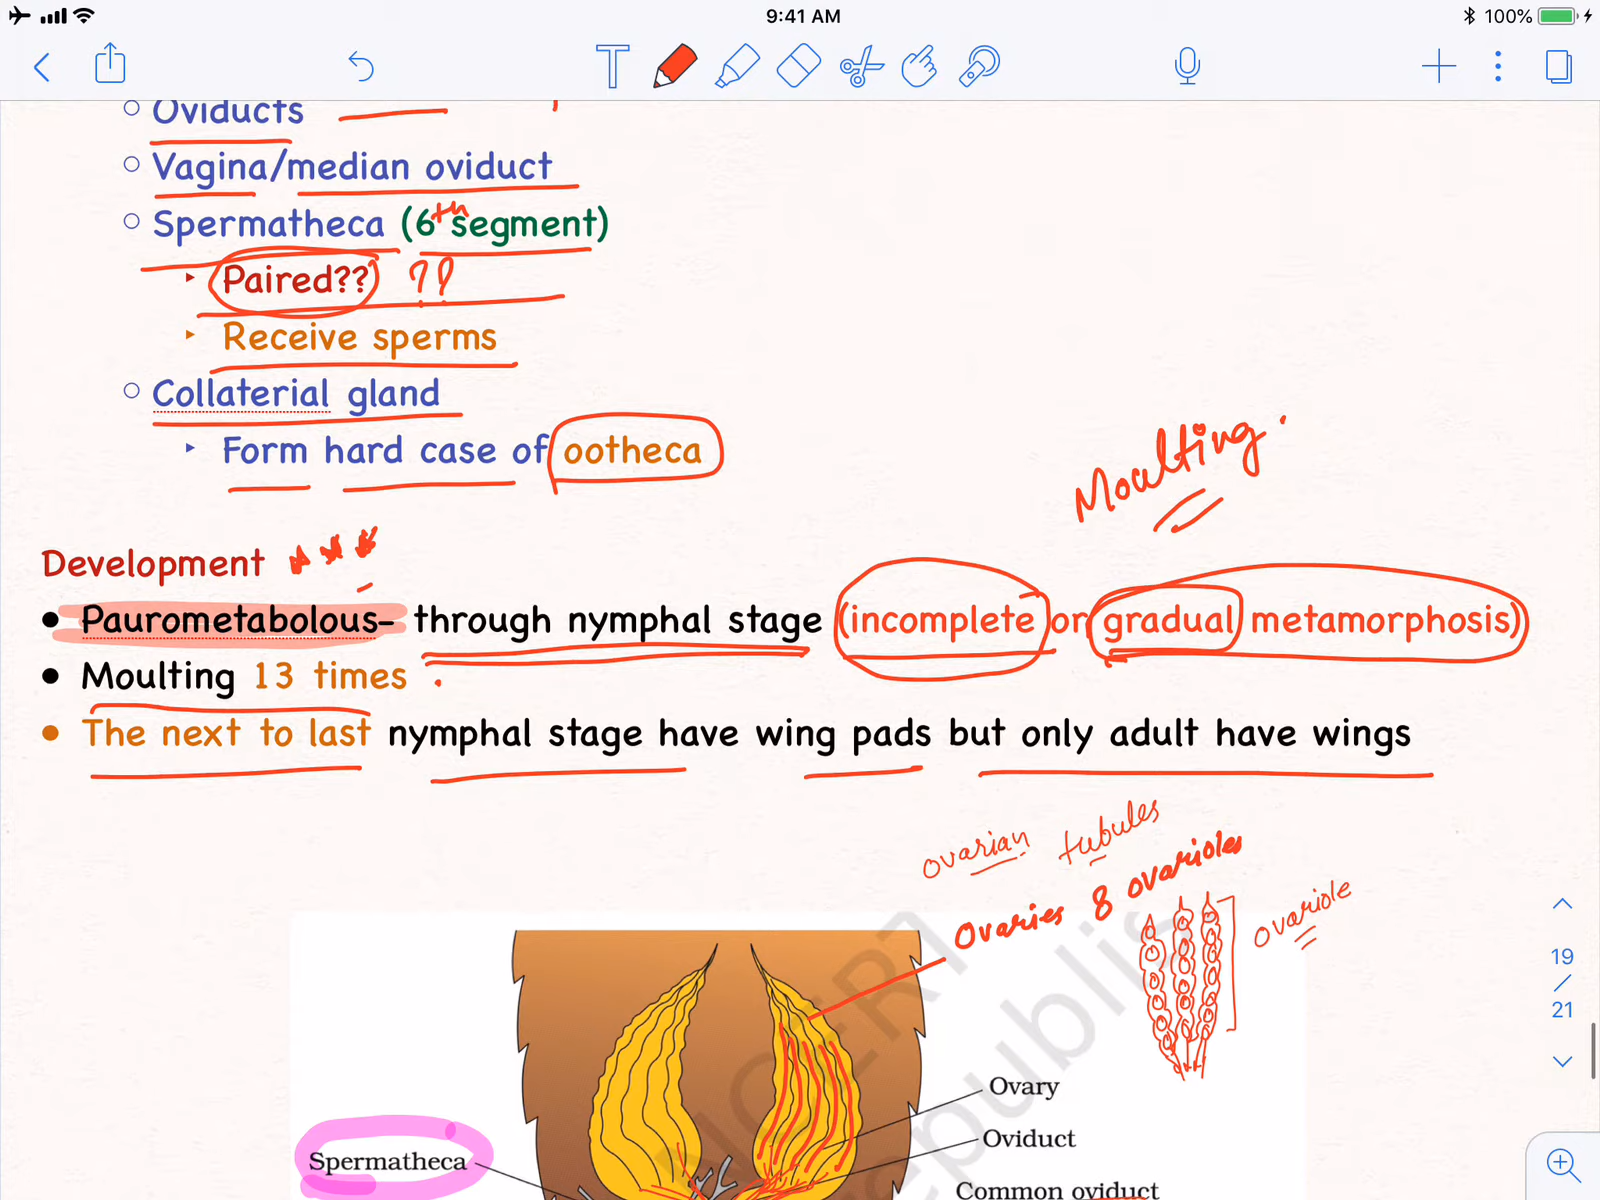 9:41 AM
100%
Oviducts
Vagina/median oviduct
Spermatheca (6th segment)
Paired?? ??
Receive sperms
Collaterial gland
Form hard case of ootheca
Moulting
Development
Paurometabolous- through nymphal stage (incomplete or gradual metamorphosis)
Moulting 13 times
The next to last nymphal stage have wing pads but only adult have wings
ovarian tubules
Ovaries 8 ovarioles
ovariole
19
/
21
NCERT
republis
Ovary
Oviduct
Spermatheca
Common oviduct